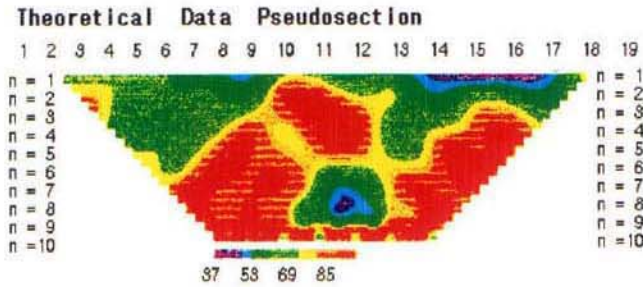 Theoretical Data Pseudosection
1 2 3 4 5 6 7 8 9 10 11 12 13 14 15 16 17 18 19
n = 1 n = 1
n = 2 n = 2
n = 3 n = 3
n = 4 n = 4
n = 5 n = 5
n = 6 n = 6
n = 7 n = 7
n = 8 n = 8
n = 9 n = 9
n =10 n =10
37 53 69 85